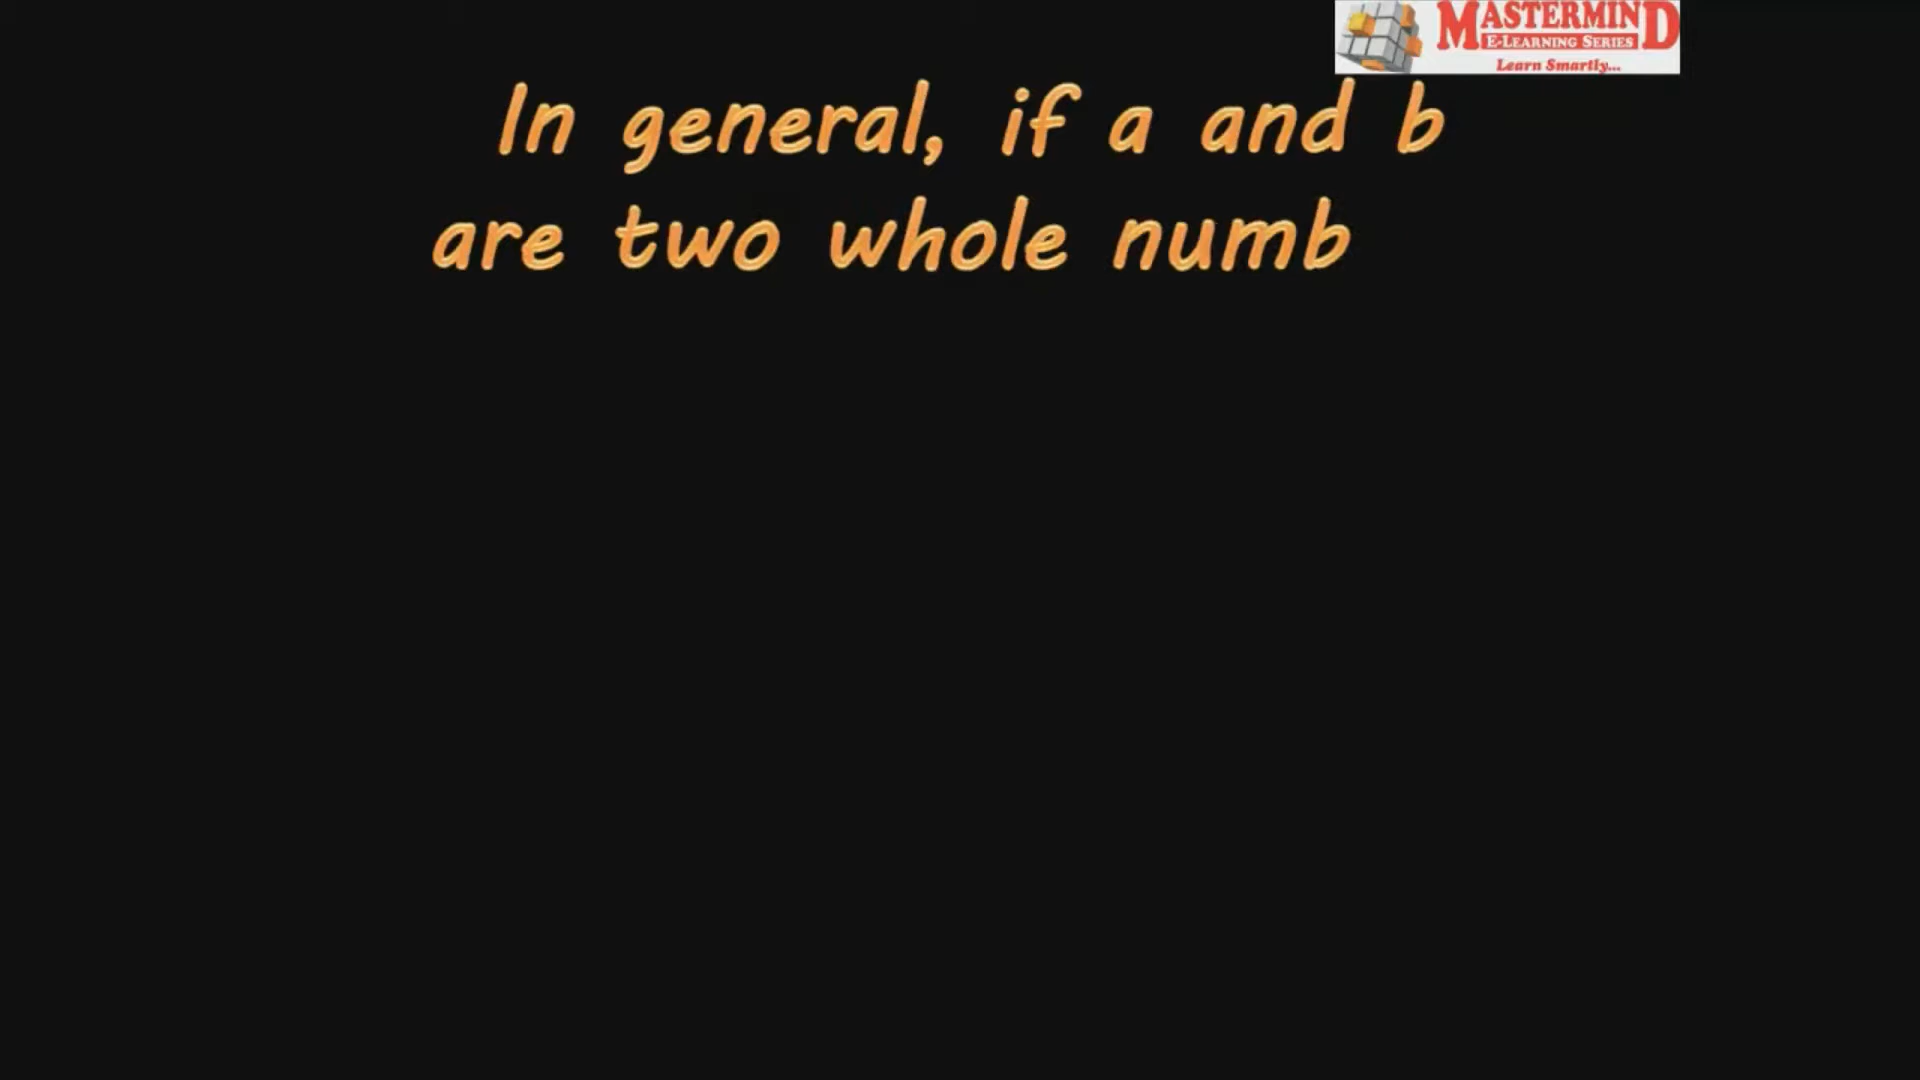 MASTERMIND
E-LEARNING SERIES
Learn Smartly...
In general, if a and b
are two whole numb